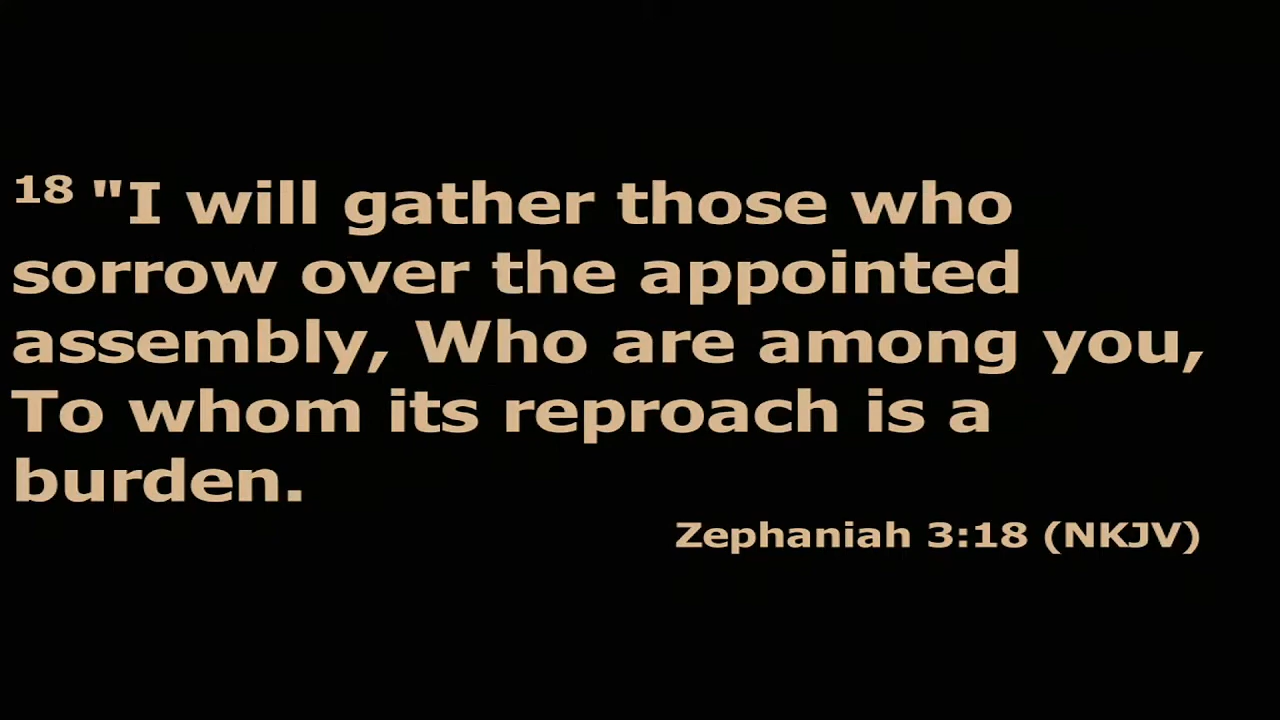 18 "I will gather those who
sorrow over the appointed
assembly, Who are among you,
To whom its reproach is a
burden.
Zephaniah 3:18 (NKJV)